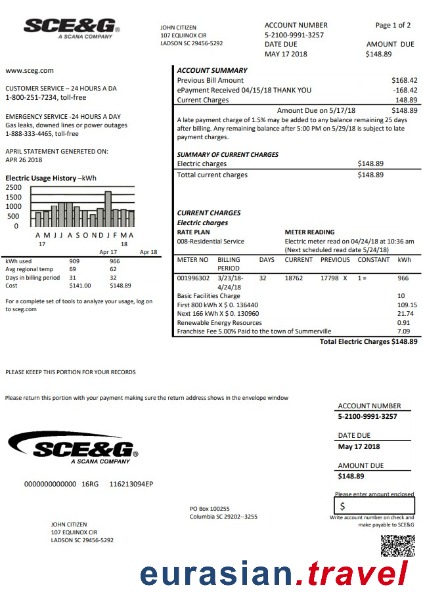 SCE&G®
A SCANA COMPANY
JOHN CITIZEN
107 EQUINOX CIR
LADSON SC 29456-5292
ACCOUNT NUMBER
5-2100-9991-3257
DATE DUE
MAY 17 2018
Page 1 of 2
AMOUNT DUE
$148.89
www.sceg.com
CUSTOMER SERVICE – 24 HOURS A DA
1-800-251-7234, toll-free
EMERGENCY SERVICE -24 HOURS A DAY
Gas leaks, downed lines or power outages
1-888-333-4465, toll-free
APRIL STATEMENT GENERETED ON:
APR 26 2018
Electric Usage History –kWh
2500
1500
1000
500
0
A M J J A S O N D J F M A
17 18
Apr 17 Apr 18
kWh used 909 966
Avg regional temp 69 62
Days in billing period 31 32
Cost $141.00 $148.89
For a complete set of tools to analyze your usage, log on
to sceg.com
ACCOUNT SUMMARY
Previous Bill Amount $168.42
ePayment Received 04/15/18 THANK YOU -168.42
Current Charges 148.89
Amount Due on 5/17/18 $148.89
A late payment charge of 1.5% may be added to any balance remaining 25 days
after billing. Any remaining balance after 5:00 PM on 5/29/18 is subject to late
payment charges.
SUMMARY OF CURRENT CHARGES
Electric charges $148.89
Total current charges $148.89
CURRENT CHARGES
Electric charges
RATE PLAN METER READING
008-Residential Service Electric meter read on 04/24/18 at 10:36 am
(Next scheduled read date 5/24/18)
METER NO BILLING PERIOD DAYS CURRENT PREVIOUS CONSTANT kWh
001996302 3/23/18- 4/24/18 32 18762 17798 X 1 = 966
Basic Facilities Charge 10
First 800 kWh X $ 0. 136440 109.15
Next 166 kWh X $ 0. 130960 21.74
Renewable Energy Resources 0.91
Franchise Fee 5.00% Paid to the town of Summerville 7.09
Total Electric Charges $148.89
PLEASE KEEEP THIS PORTION FOR YOUR RECORDS
Please return this portion with your payment making sure the return address shows in the envelope window
ACCOUNT NUMBER
5-2100-9991-3257
DATE DUE
May 17 2018
AMOUNT DUE
$148.89
Please enter amount enclosed
$
Write account number on check and
make payable to SCE&G
SCE&G®
A SCANA COMPANY
0000000000000 16RG 116213094EP
PO Box 100255
Columbia SC 29202--3255
JOHN CITIZEN
107 EQUINOX CIR
LADSON SC 29456-5292
eurasian.travel